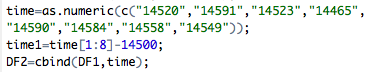 time=as.numeric(c("14520","14591","14523","14465",
"14590","14584","14558","14549"));
time1=time[1:8]-14500;
DF2=cbind(DF1,time);